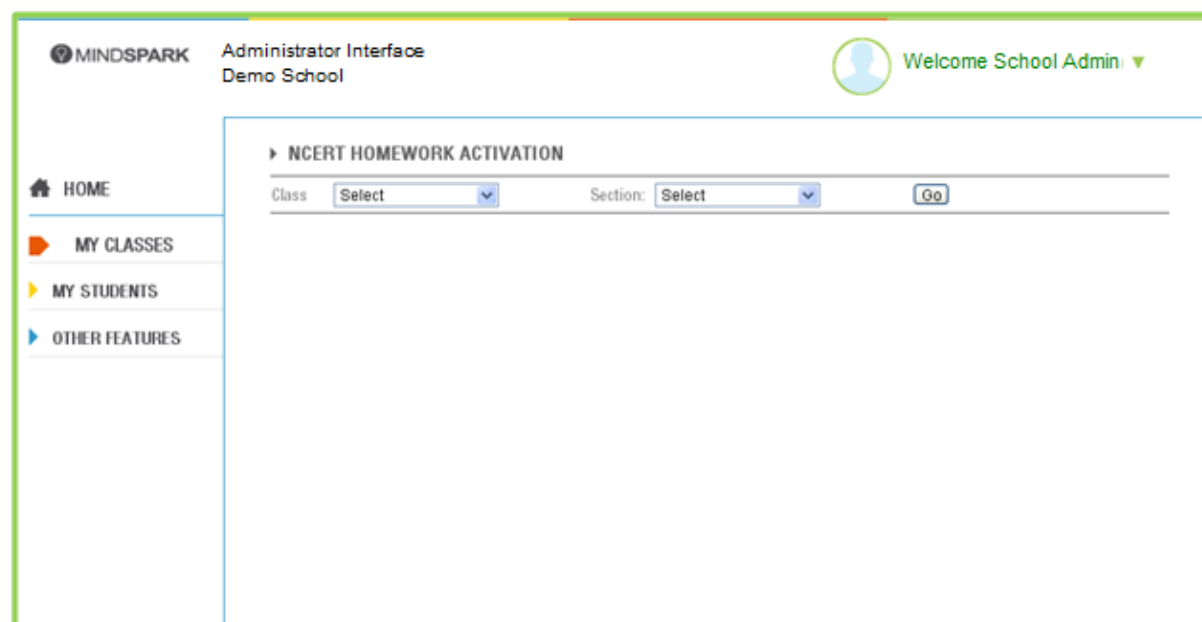 MINDSPARK
Administrator Interface
Demo School
Welcome School Admin
NCERT HOMEWORK ACTIVATION
Class Select Section: Select Go
HOME
MY CLASSES
MY STUDENTS
OTHER FEATURES